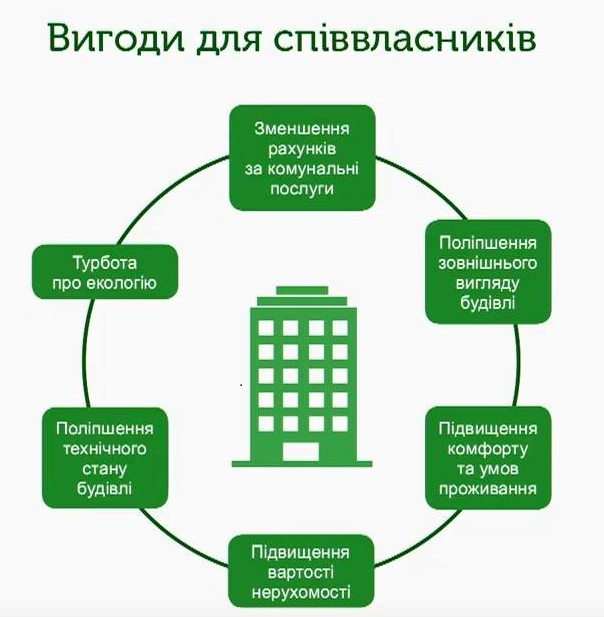 Вигоди для співвласників
Зменшення
рахунків
за комунальні
послуги
Поліпшення
зовнішнього
вигляду
будівлі
Підвищення
комфорту
та умов
проживання
Підвищення
вартості
нерухомості
Поліпшення
технічного
стану
будівлі
Турбота
про екологію